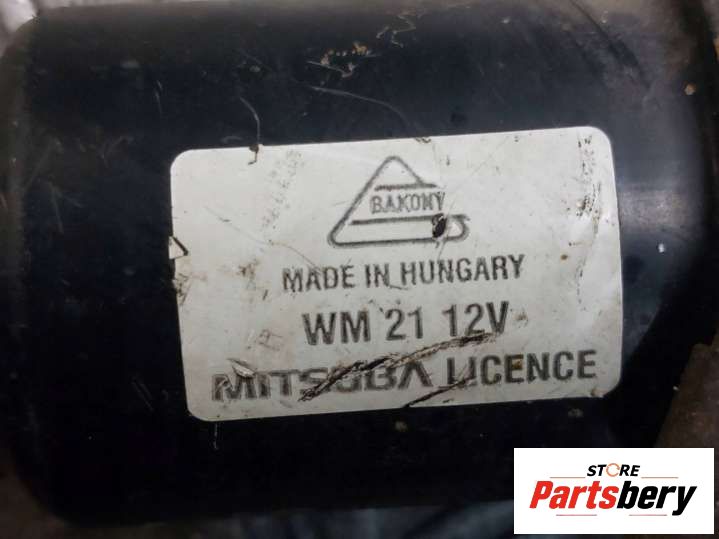 BAKONY
MADE IN HUNGARY
WM 21 12V
MITSUBA LICENCE
STORE
Partsbery